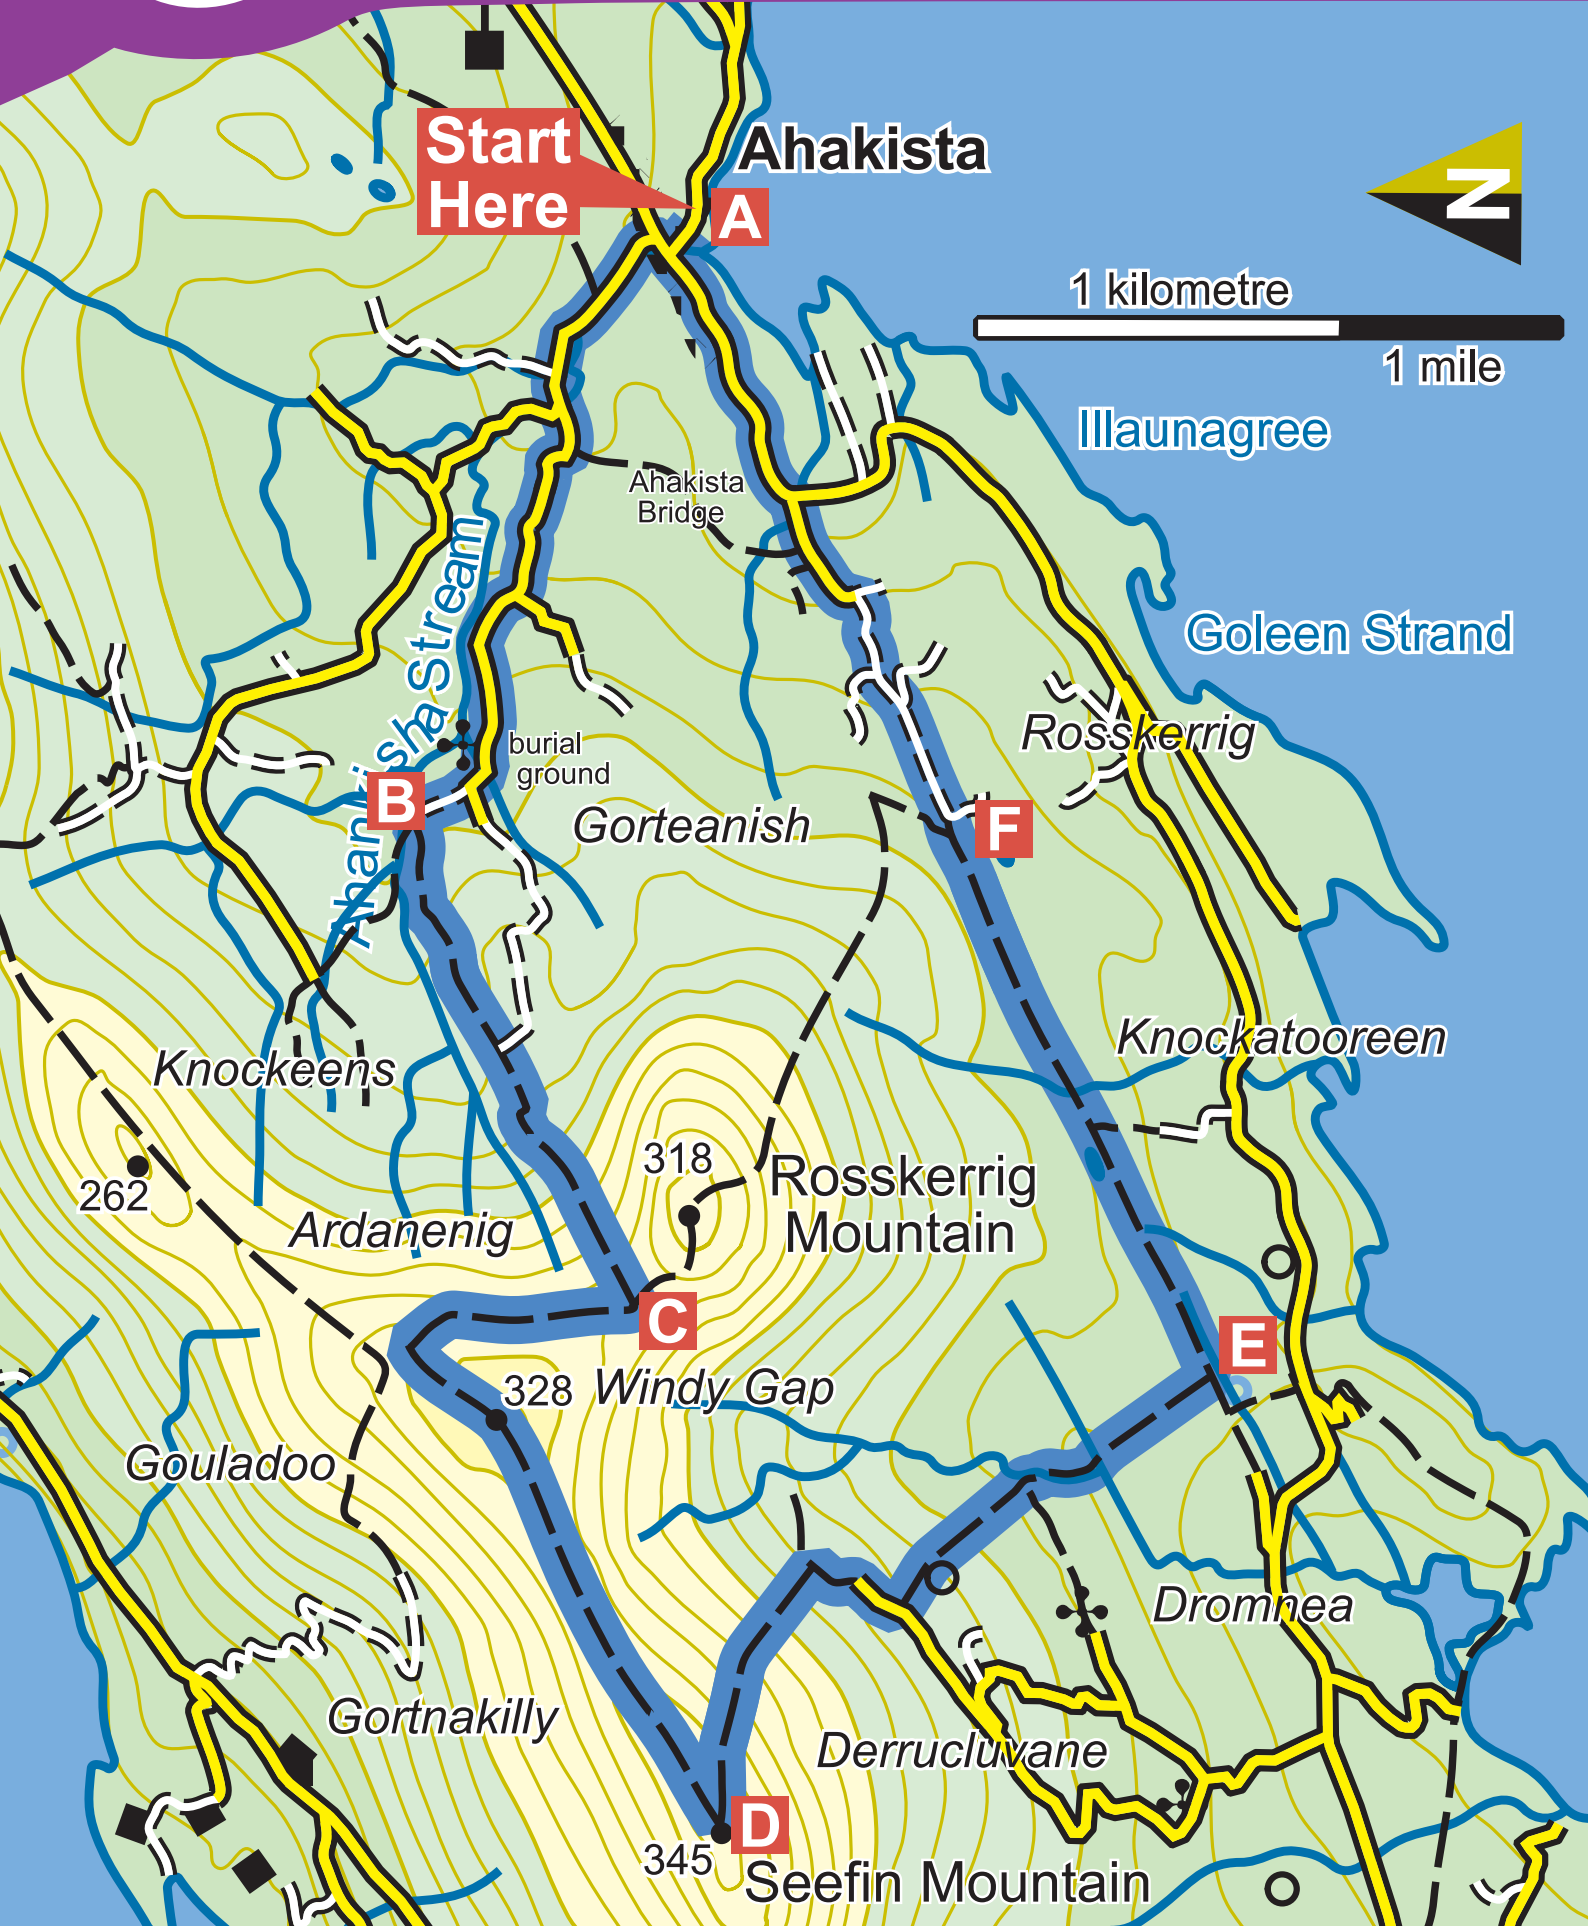 Start
Here
Ahakista
A
N
1 kilometre
1 mile
Illaunagree
Ahakista
Bridge
Goleen Strand
Ahakista Stream
Rosskerrig
burial
ground
B
Gorteanish
F
Knockatooreen
Knockeens
318
262
Rosskerrig
Mountain
Ardanenig
C
E
328
Windy Gap
Gouladoo
Dromnea
Gortnakilly
Derrucluvane
D
345
Seefin Mountain